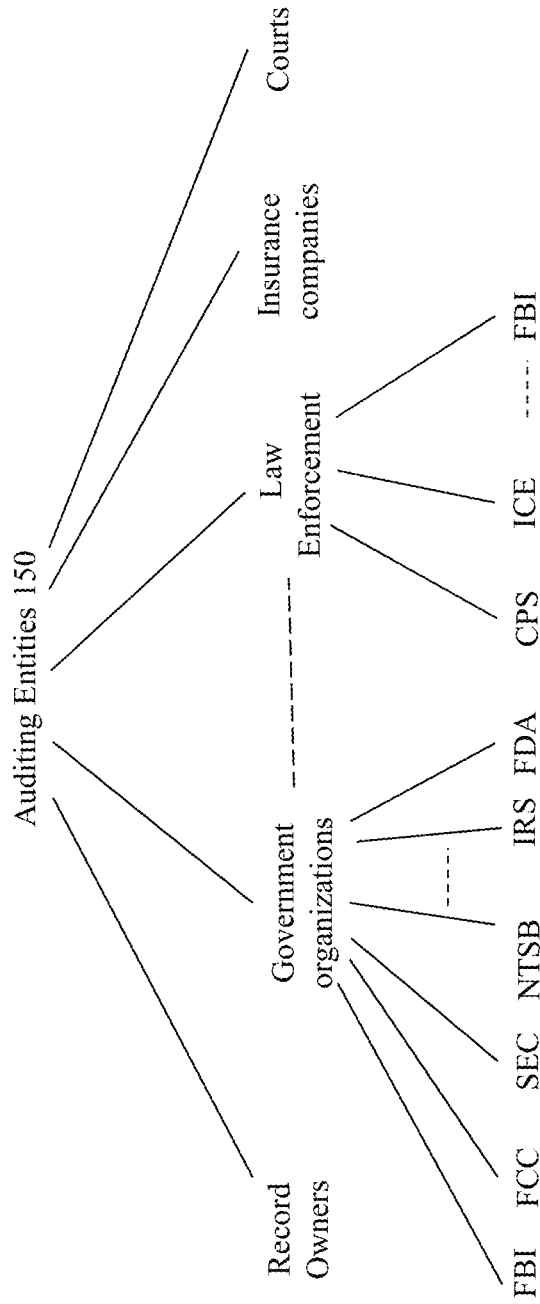 Auditing Entities 150
Record
Owners
Government
organizations
Law
Enforcement
Insurance
companies
Courts
FBI
FCC
SEC
NTSB
IRS
FDA
CPS
ICE
FBI